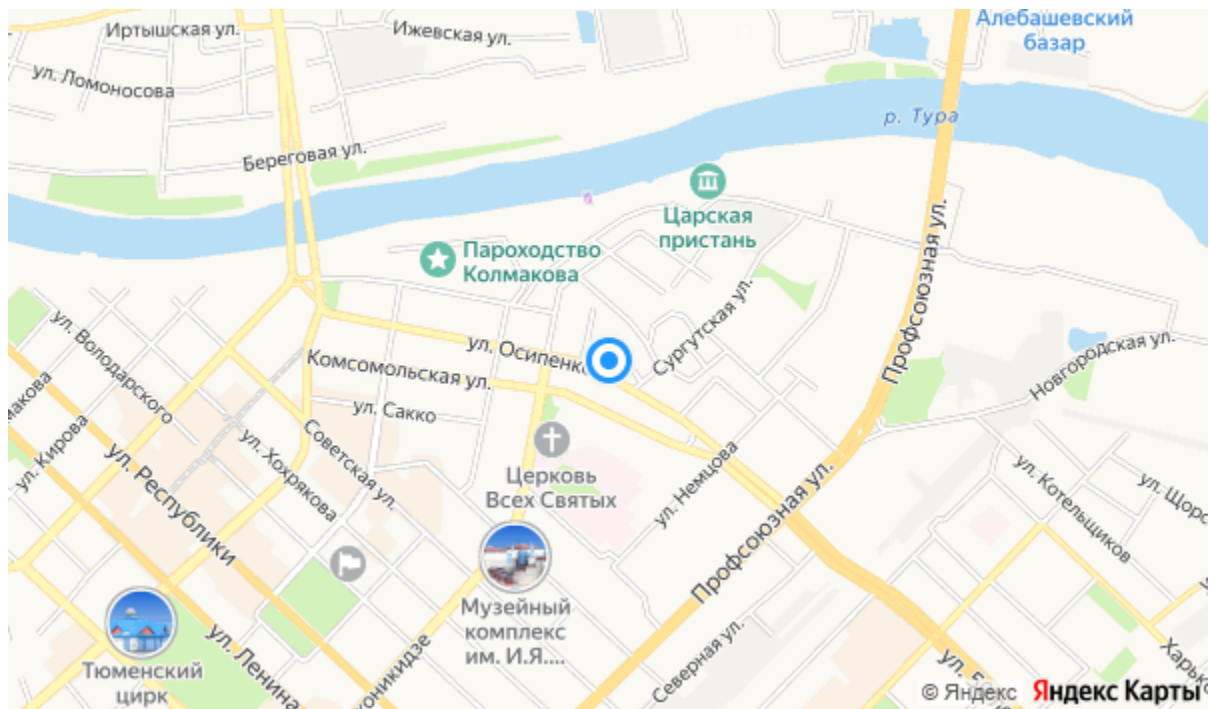 Алебашевский
базар
Иртышская ул.
Ижевская ул.
ул. Ломоносова
р. Тура
Береговая ул.
Царская
пристань
Профсоюзная ул.
Пароходство
Колмакова
Сургутская ул.
ул. Осипенко
Новгородская ул.
Комсомольская ул.
ул. Володарского
ул. Сакко
ул. Кирова
ул. Хохрякова
Советская ул.
ул. Республики
Церковь
Всех Святых
ул. Немцова
ул. Котельщиков
Профсоюзная ул.
Музейный
комплекс
им. И.Я....
ул. Ленина
Северная ул.
Тюменский
цирк
© Яндекс Яндекс Карты